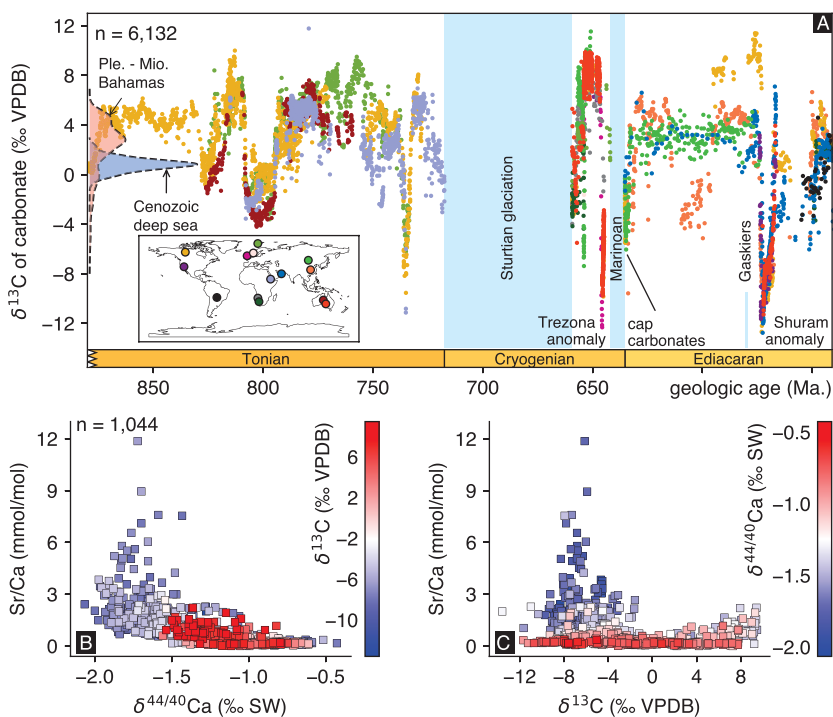 A
n = 6,132
Ple. - Mio.
Bahamas
Cenozoic
deep sea
δ13C of carbonate (‰ VPDB)
12
8
4
0
−4
−8
−12
Sturtian glaciation
Marinoan
Gaskiers
Trezona
anomaly
cap
carbonates
Shuram
anomaly
Tonian
Cryogenian
Ediacaran
850
800
750
700
650
geologic age (Ma.)
n = 1,044
Sr/Ca (mmol/mol)
12
9
6
3
0
B
−2.0
−1.5
−1.0
−0.5
δ44/40Ca (‰ SW)
δ13C (‰ VPDB)
6
2
−2
−6
−10
Sr/Ca (mmol/mol)
12
9
6
3
0
C
−12
−8
−4
0
4
8
δ13C (‰ VPDB)
δ44/40Ca (‰ SW)
−0.5
−1.0
−1.5
−2.0